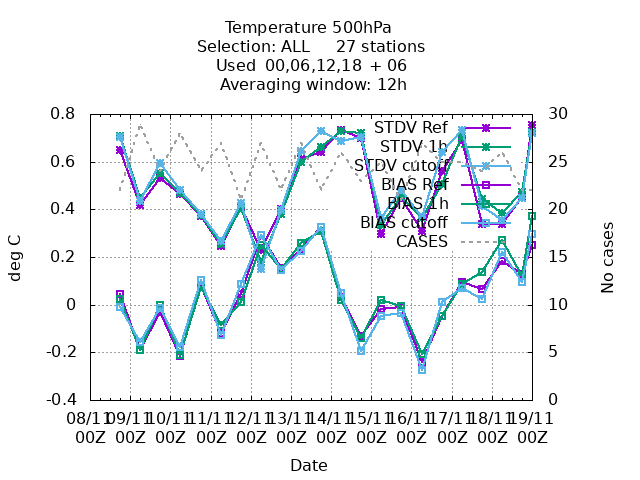 Temperature 500hPa
Selection: ALL 27 stations
Used 00,06,12,18 + 06
Averaging window: 12h
0.8
0.6
0.4
0.2
0
-0.2
-0.4
deg C
30
25
20
15
10
5
0
No cases
STDV Ref
STDV 1h
STDV cutoff
BIAS Ref
BIAS 1h
BIAS cutoff
CASES
08/11 09/11 10/11 11/11 12/11 13/11 14/11 15/11 16/11 17/11 18/11 19/11
00Z 00Z 00Z 00Z 00Z 00Z 00Z 00Z 00Z 00Z 00Z 00Z
Date